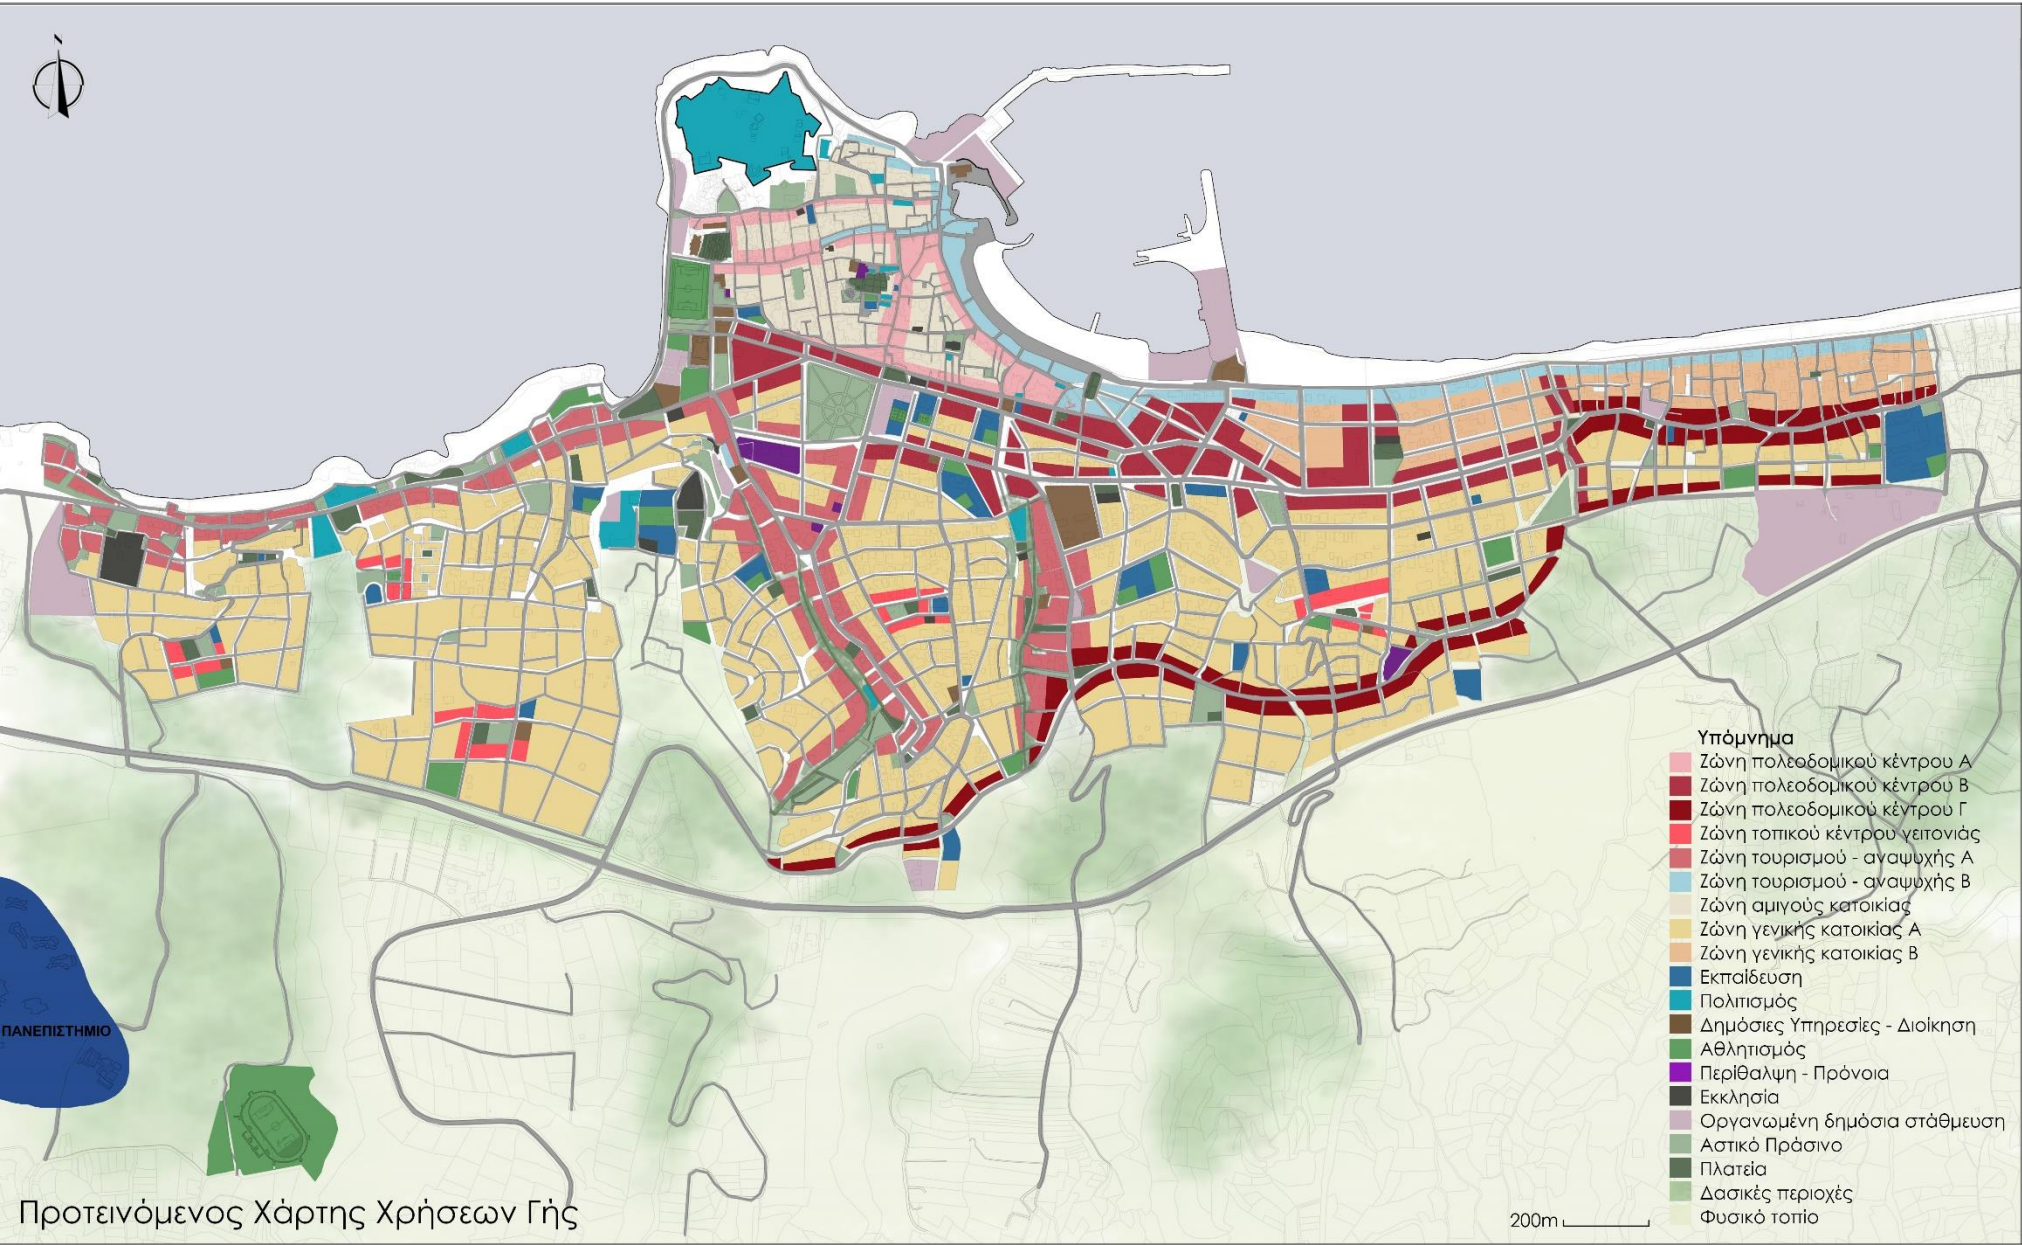 N
Υπόμνημα
Ζώνη πολεοδομικού κέντρου Α
Ζώνη πολεοδομικού κέντρου Β
Ζώνη πολεοδομικού κέντρου Γ
Ζώνη τοπικού κέντρου γειτονιάς
Ζώνη τουρισμού - αναψυχής Α
Ζώνη τουρισμού - αναψυχής Β
Ζώνη αμιγούς κατοικίας
Ζώνη γενικής κατοικίας Α
Ζώνη γενικής κατοικίας Β
Εκπαίδευση
Πολιτισμός
Δημόσιες Υπηρεσίες - Διοίκηση
Αθλητισμός
Περίθαλψη - Πρόνοια
Εκκλησία
Οργανωμένη δημόσια στάθμευση
Αστικό Πράσινο
Πλατεία
Δασικές περιοχές
Φυσικό τοπίο
ΠΑΝΕΠΙΣΤΗΜΙΟ
Προτεινόμενος Χάρτης Χρήσεων Γής
200m